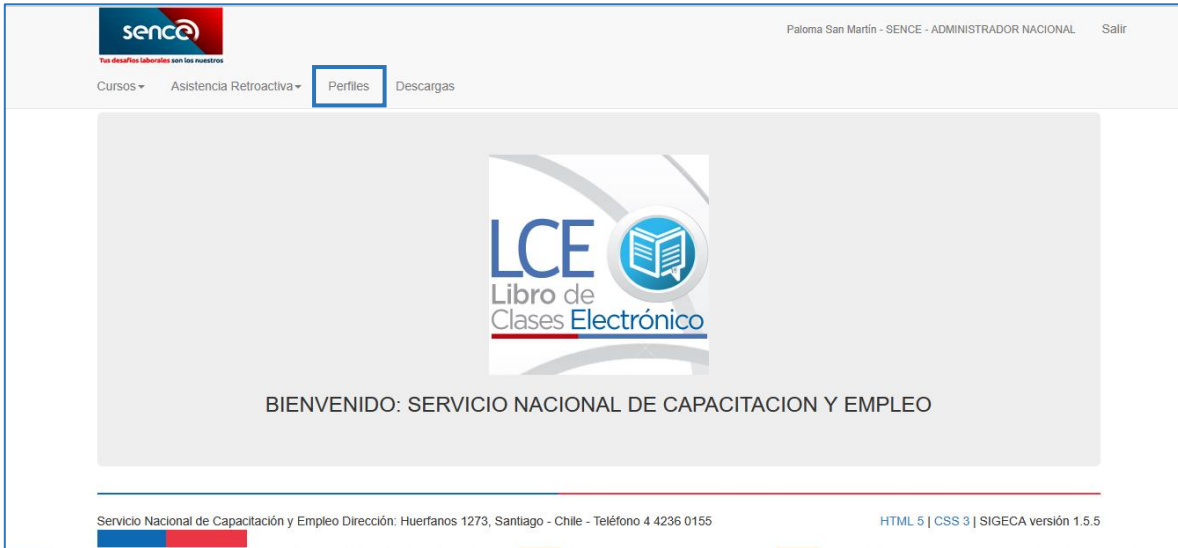 sence
Tus desafíos laborales son los nuestros
Paloma San Martín - SENCE - ADMINISTRADOR NACIONAL Salir
Cursos Asistencia Retroactiva Perfiles Descargas
LCE
Libro de
Clases Electrónico
BIENVENIDO: SERVICIO NACIONAL DE CAPACITACION Y EMPLEO
Servicio Nacional de Capacitación y Empleo Dirección: Huerfanos 1273, Santiago - Chile - Teléfono 4 4236 0155 HTML 5 | CSS 3 | SIGECA versión 1.5.5